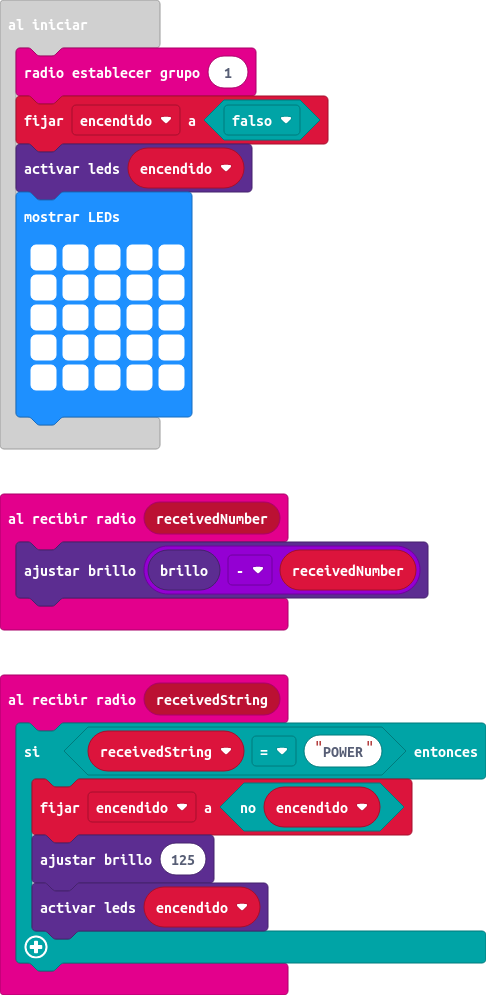 al iniciar
radio establecer grupo 1
fijar encendido a falso
activar leds encendido
mostrar LEDs
al recibir radio receivedNumber
ajustar brillo brillo - receivedNumber
al recibir radio receivedString
si receivedString = "POWER" entonces
fijar encendido a no encendido
ajustar brillo 125
activar leds encendido